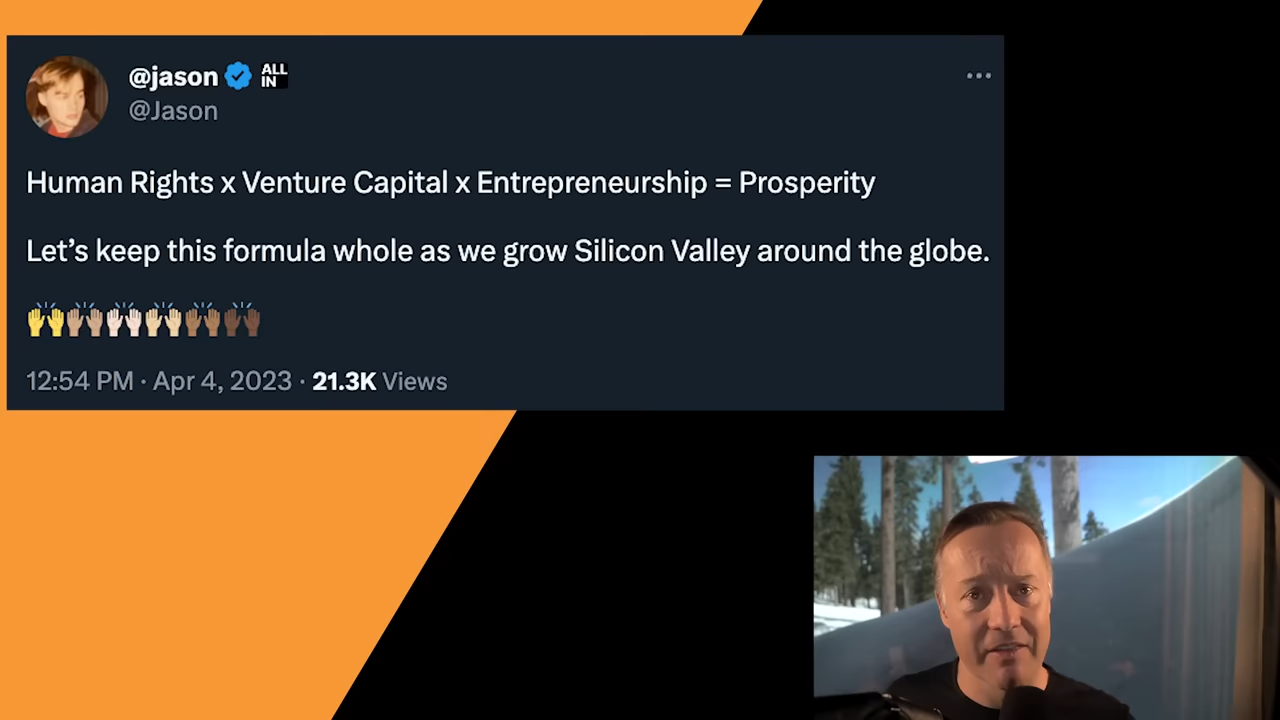 @jason ALL IN
@Jason
Human Rights x Venture Capital x Entrepreneurship = Prosperity
Let’s keep this formula whole as we grow Silicon Valley around the globe.
🙌🙌🏽🙌🏻🙌🏼🙌🏾🙌🏿
12:54 PM · Apr 4, 2023 · 21.3K Views